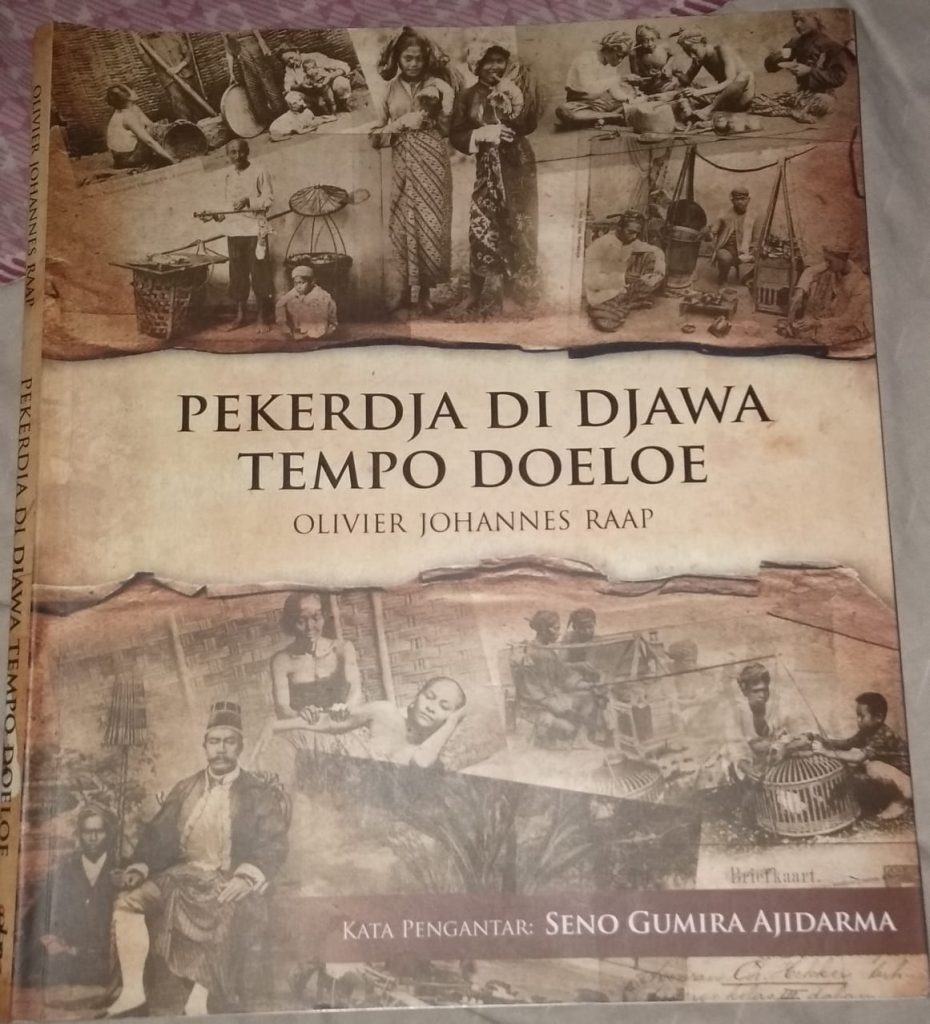 PEKERDJA DI DJAWA
TEMPO DOELOE
OLIVIER JOHANNES RAAP
Briefkaart.
KATA PENGANTAR: SENO GUMIRA AJIDARMA
OLIVIER JOHANNES RAAP
PEKERDJA DI DJAWA TEMPO DOELOE